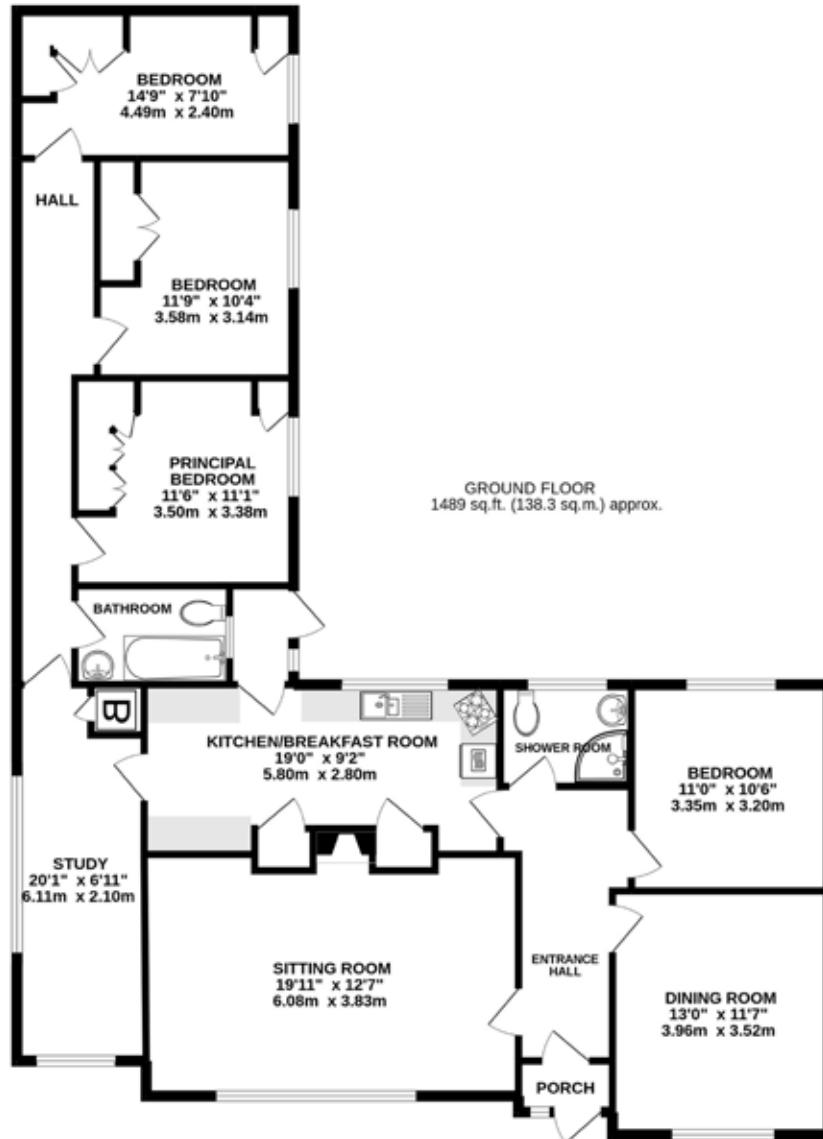 BEDROOM
14'9" x 7'10"
4.49m x 2.40m
HALL
BEDROOM
11'9" x 10'4"
3.58m x 3.14m
PRINCIPAL
BEDROOM
11'6" x 11'1"
3.50m x 3.38m
GROUND FLOOR
1489 sq.ft. (138.3 sq.m.) approx.
BATHROOM
B
KITCHEN/BREAKFAST ROOM
19'0" x 9'2"
5.80m x 2.80m
SHOWER ROOM
BEDROOM
11'0" x 10'6"
3.35m x 3.20m
STUDY
20'1" x 6'11"
6.11m x 2.10m
SITTING ROOM
19'11" x 12'7"
6.08m x 3.83m
ENTRANCE
HALL
DINING ROOM
13'0" x 11'7"
3.96m x 3.52m
PORCH